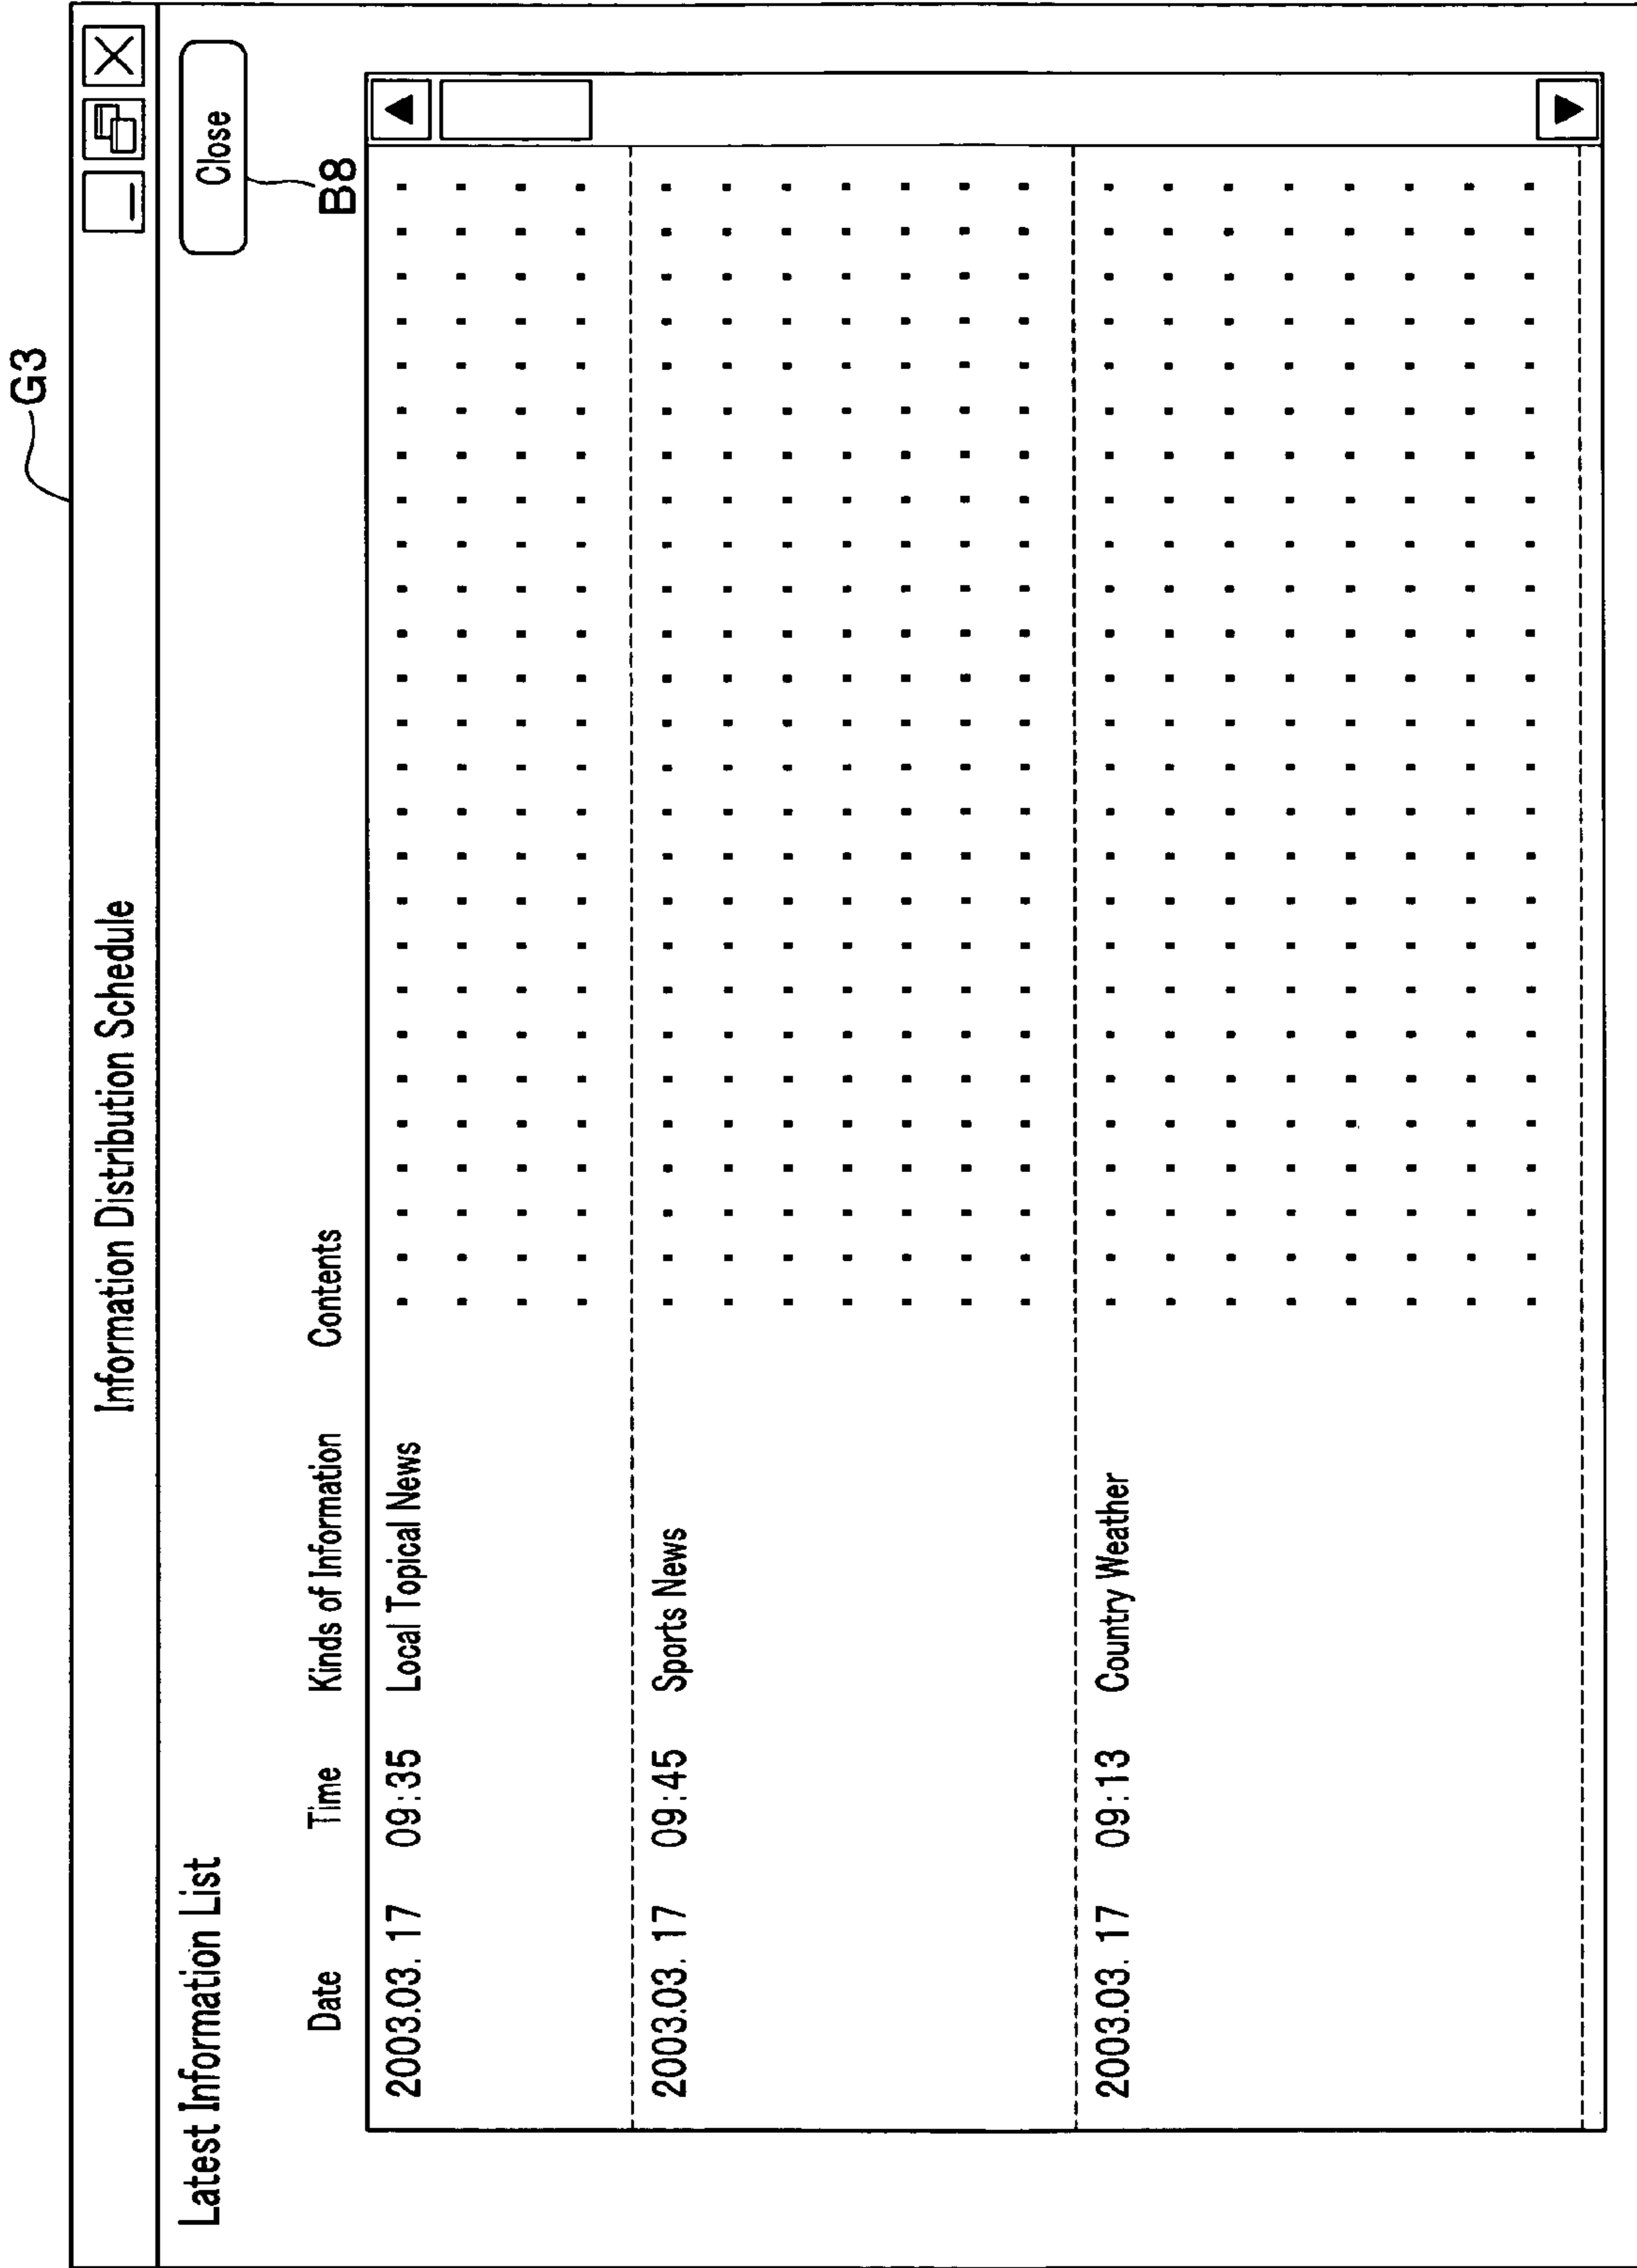 G3
Information Distribution Schedule
Latest Information List
Close
B8
Date Time Kinds of Information Contents
2003.03. 17 09:35 Local Topical News
2003.03. 17 09:45 Sports News
2003.03. 17 09:13 Country Weather